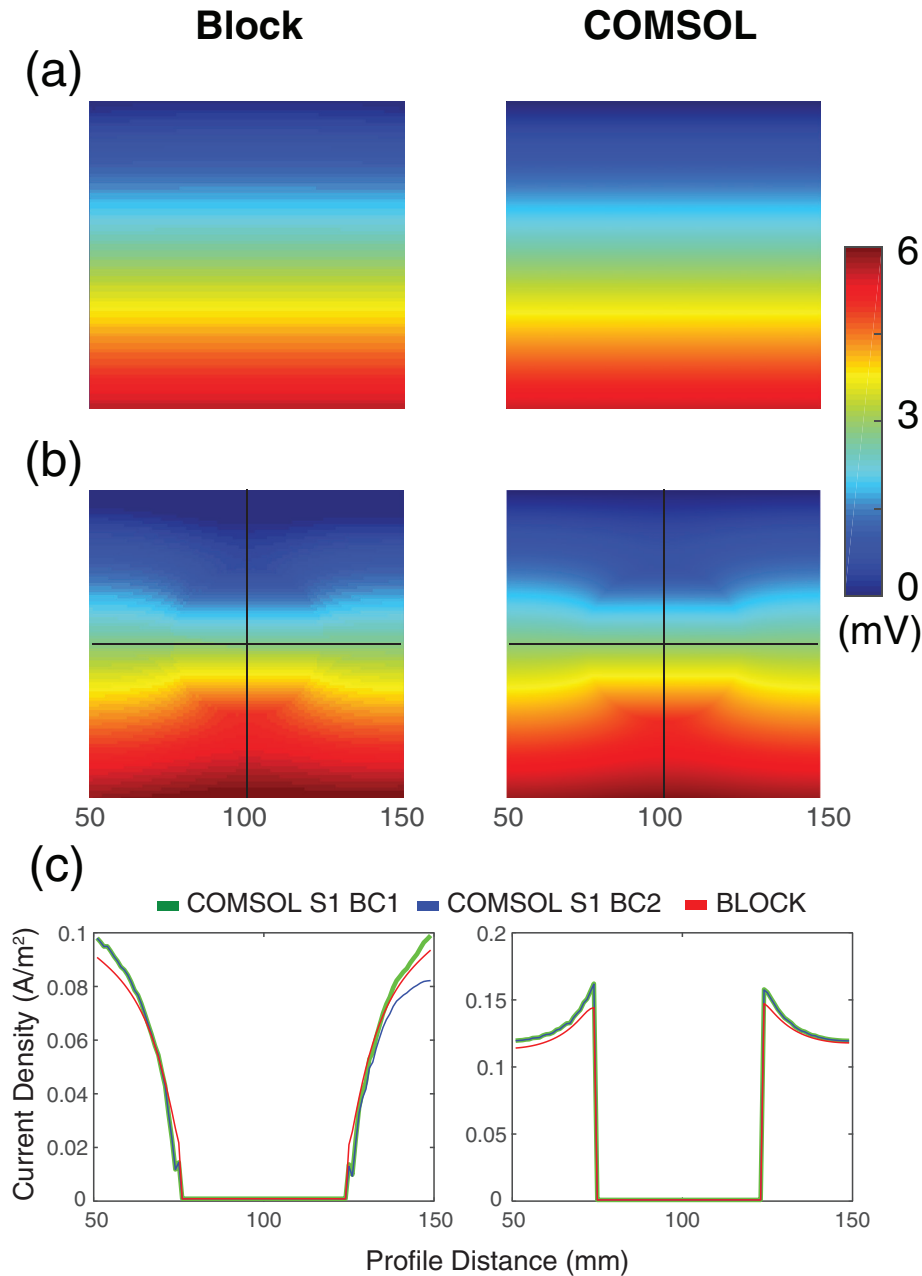 Block COMSOL
(a)
6
3
0
(mV)
(b)
50 100 150 50 100 150
(c)
COMSOL S1 BC1 COMSOL S1 BC2 BLOCK
Current Density (A/m²)
0.1
0.08
0.06
0.04
0.02
0
50 100 150
0.2
0.15
0.1
0.05
0
50 100 150
Profile Distance (mm)